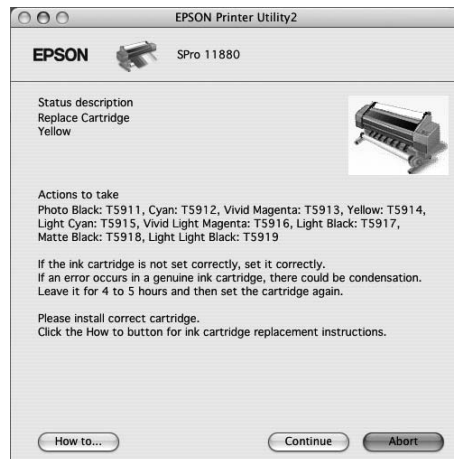 EPSON Printer Utility2
EPSON
SPro 11880
Status description
Replace Cartridge
Yellow
Actions to take
Photo Black: T5911, Cyan: T5912, Vivid Magenta: T5913, Yellow: T5914,
Light Cyan: T5915, Vivid Light Magenta: T5916, Light Black: T5917,
Matte Black: T5918, Light Light Black: T5919
If the ink cartridge is not set correctly, set it correctly.
If an error occurs in a genuine ink cartridge, there could be condensation.
Leave it for 4 to 5 hours and then set the cartridge again.
Please install correct cartridge.
Click the How to button for ink cartridge replacement instructions.
How to...
Continue
Abort